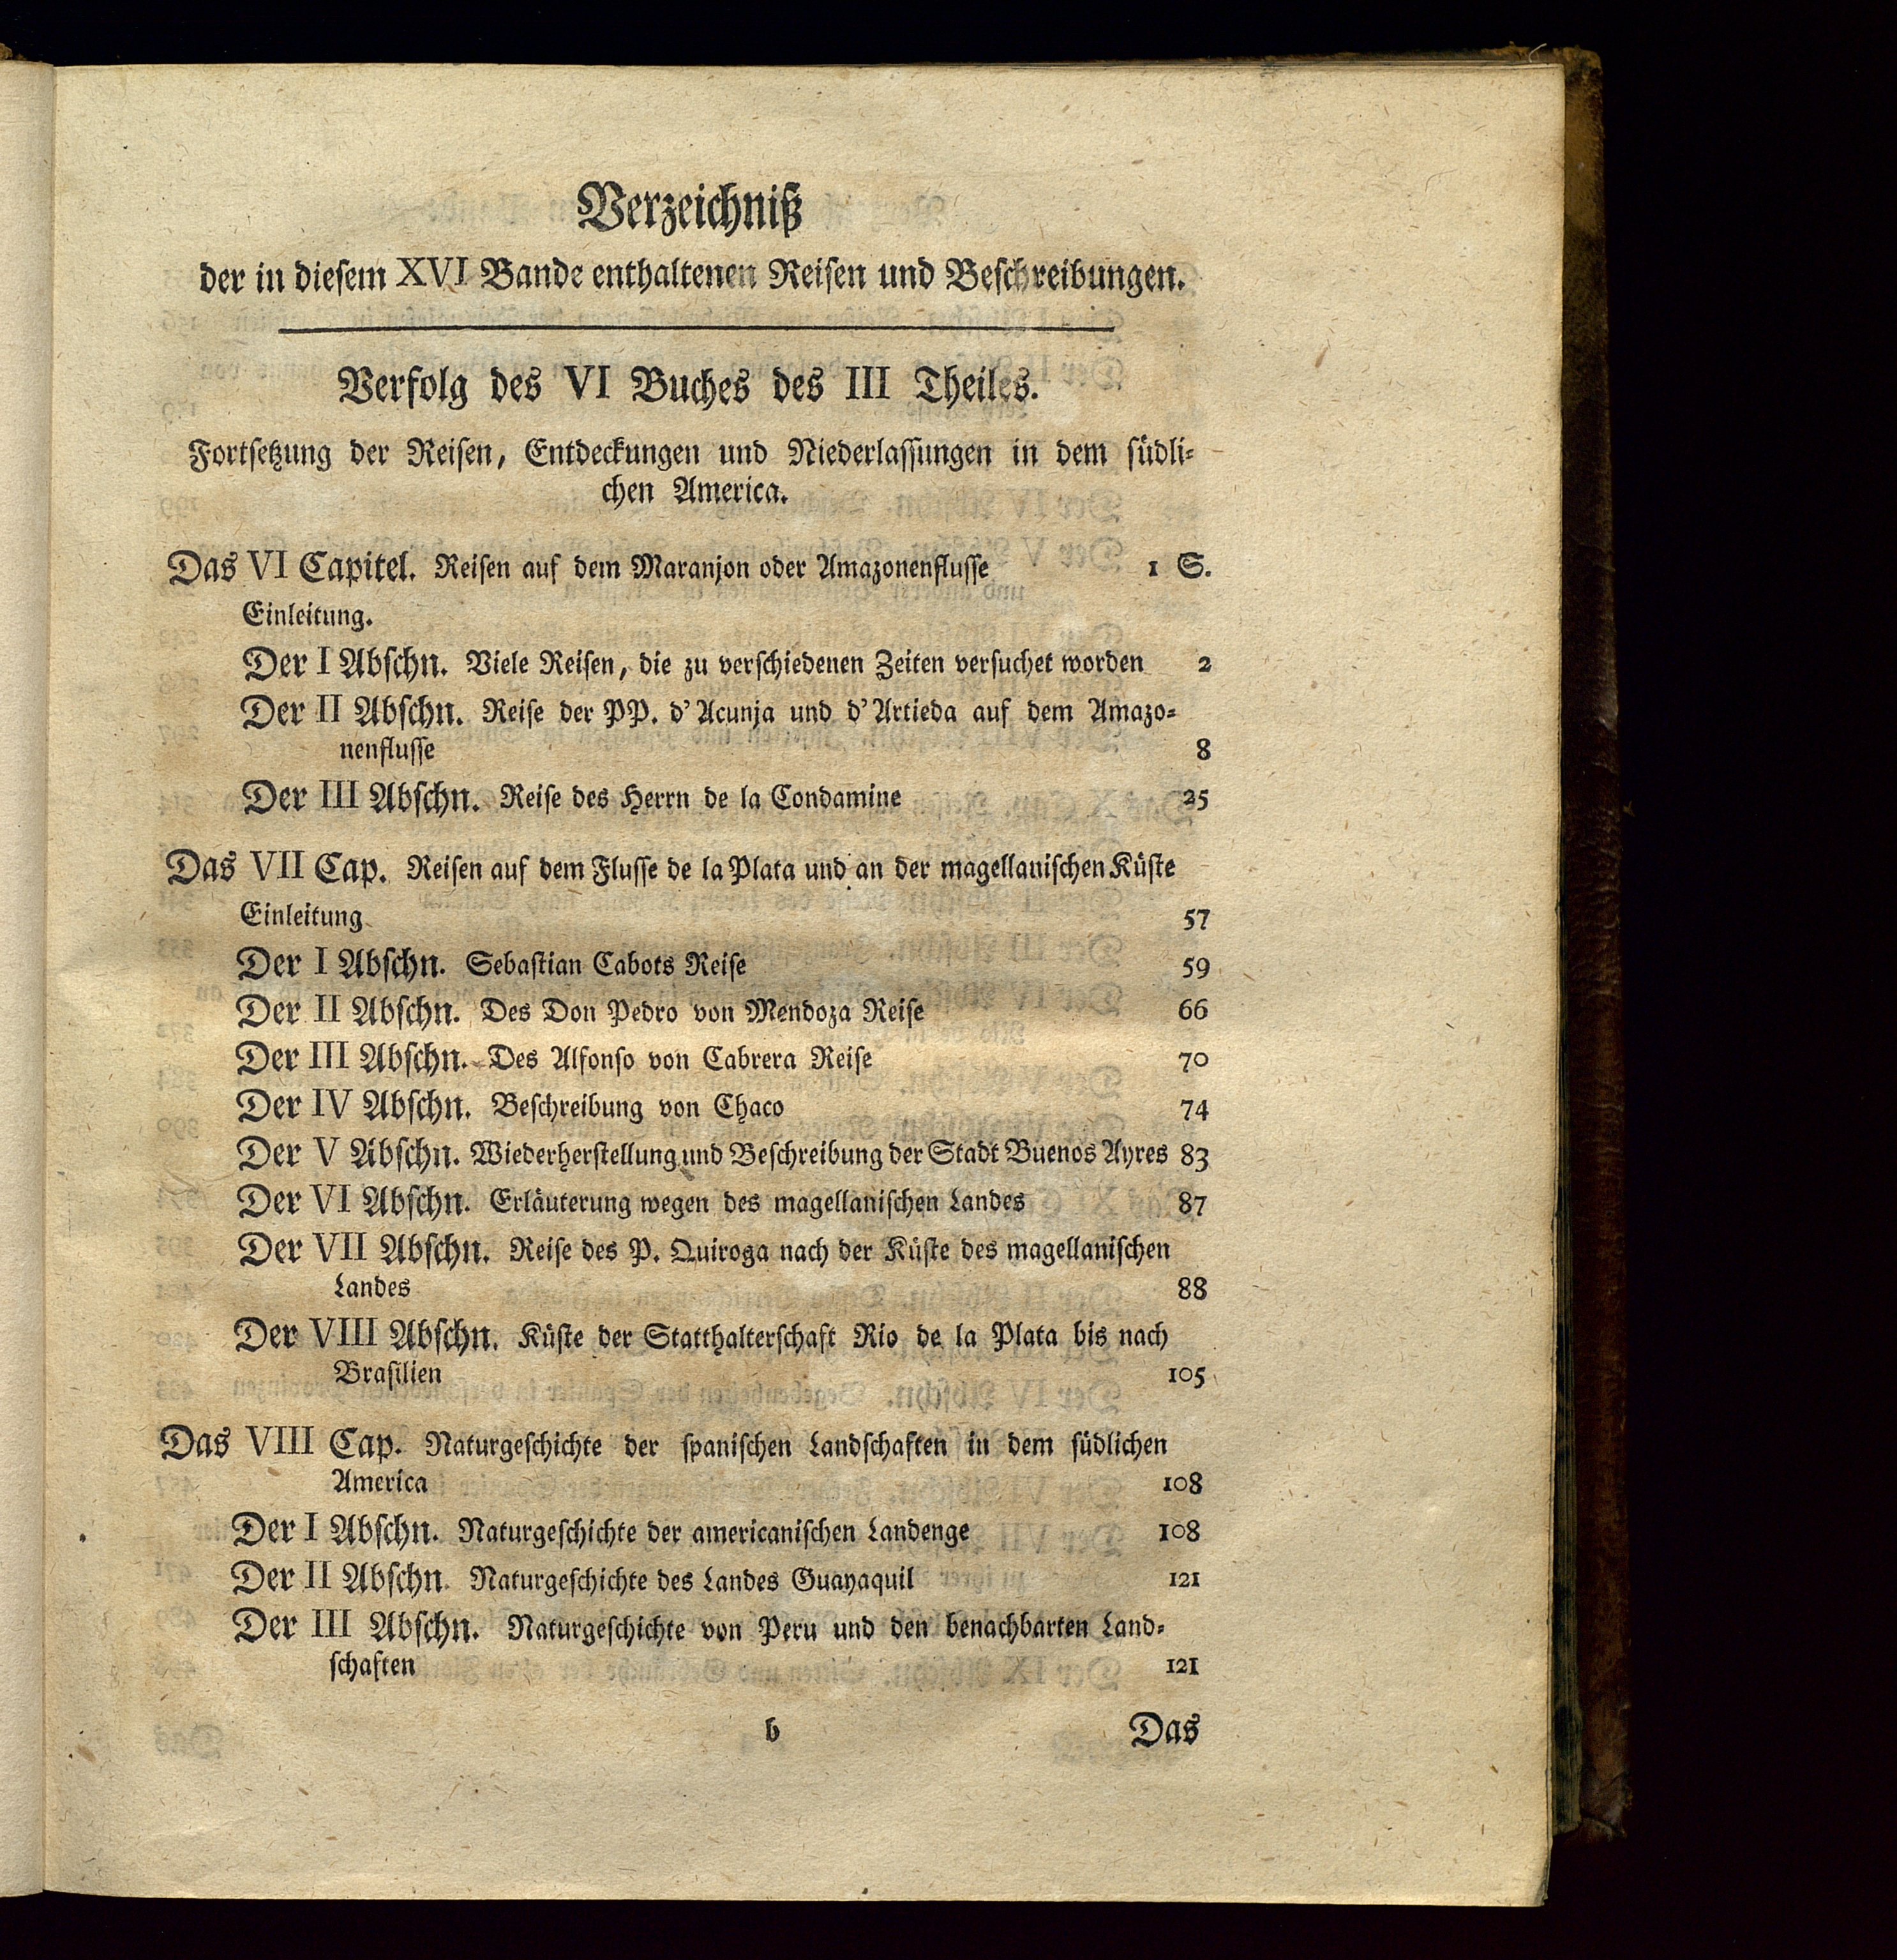 Verzeichniß
der in diesem XVI Bande enthaltenen Reisen und Beschreibungen.
Verfolg des VI Buches des III Theiles.
Fortsetzung der Reisen, Entdeckungen und Niederlassungen in dem südli-
chen America.
Das VI Capitel. Reisen auf dem Maranjon oder Amazonenflusse 1 S.
Einleitung.
Der I Abschn. Viele Reisen, die zu verschiedenen Zeiten versuchet worden 2
Der II Abschn. Reise der PP. d'Acunja und d'Artieda auf dem Amazo-
nenflusse 8
Der III Abschn. Reise des Herrn de la Condamine 25
Das VII Cap. Reisen auf dem Flusse de la Plata und an der magellanischen Küste
Einleitung 57
Der I Abschn. Sebastian Cabots Reise 59
Der II Abschn. Des Don Pedro von Mendoza Reise 66
Der III Abschn. Des Alfonso von Cabrera Reise 70
Der IV Abschn. Beschreibung von Chaco 74
Der V Abschn. Wiederherstellung und Beschreibung der Stadt Buenos Ayres 83
Der VI Abschn. Erläuterung wegen des magellanischen Landes 87
Der VII Abschn. Reise des P. Quiroga nach der Küste des magellanischen
Landes 88
Der VIII Abschn. Küste der Statthalterschaft Rio de la Plata bis nach
Brasilien 105
Das VIII Cap. Naturgeschichte der spanischen Landschaften in dem südlichen
America 108
Der I Abschn. Naturgeschichte der americanischen Landenge 108
Der II Abschn. Naturgeschichte des Landes Guayaquil 121
Der III Abschn. Naturgeschichte von Peru und den benachbarten Land-
schaften 121
b Das